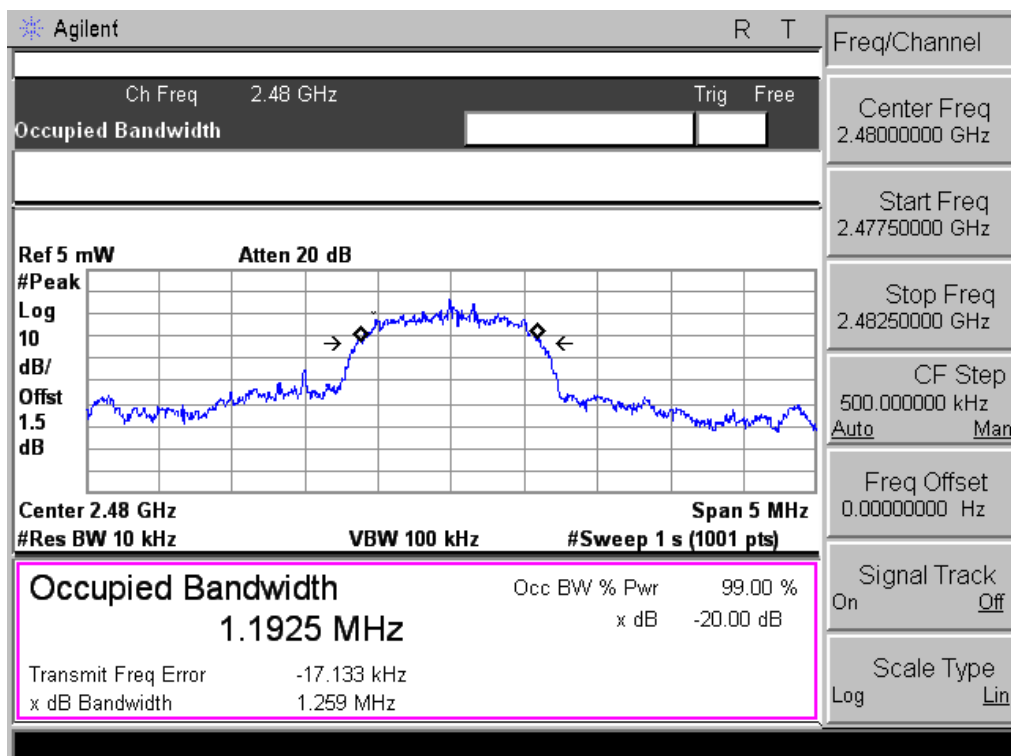 Agilent R T
Ch Freq 2.48 GHz Trig Free
Occupied Bandwidth
Ref 5 mW Atten 20 dB
#Peak
Log
10
dB/
Offst
1.5
dB
Center 2.48 GHz Span 5 MHz
#Res BW 10 kHz VBW 100 kHz #Sweep 1 s (1001 pts)
Occupied Bandwidth
1.1925 MHz
Occ BW % Pwr 99.00 %
x dB -20.00 dB
Transmit Freq Error -17.133 kHz
x dB Bandwidth 1.259 MHz
Freq/Channel
Center Freq
2.48000000 GHz
Start Freq
2.47750000 GHz
Stop Freq
2.48250000 GHz
CF Step
500.000000 kHz
Auto Man
Freq Offset
0.00000000 Hz
Signal Track
On Off
Scale Type
Log Lin